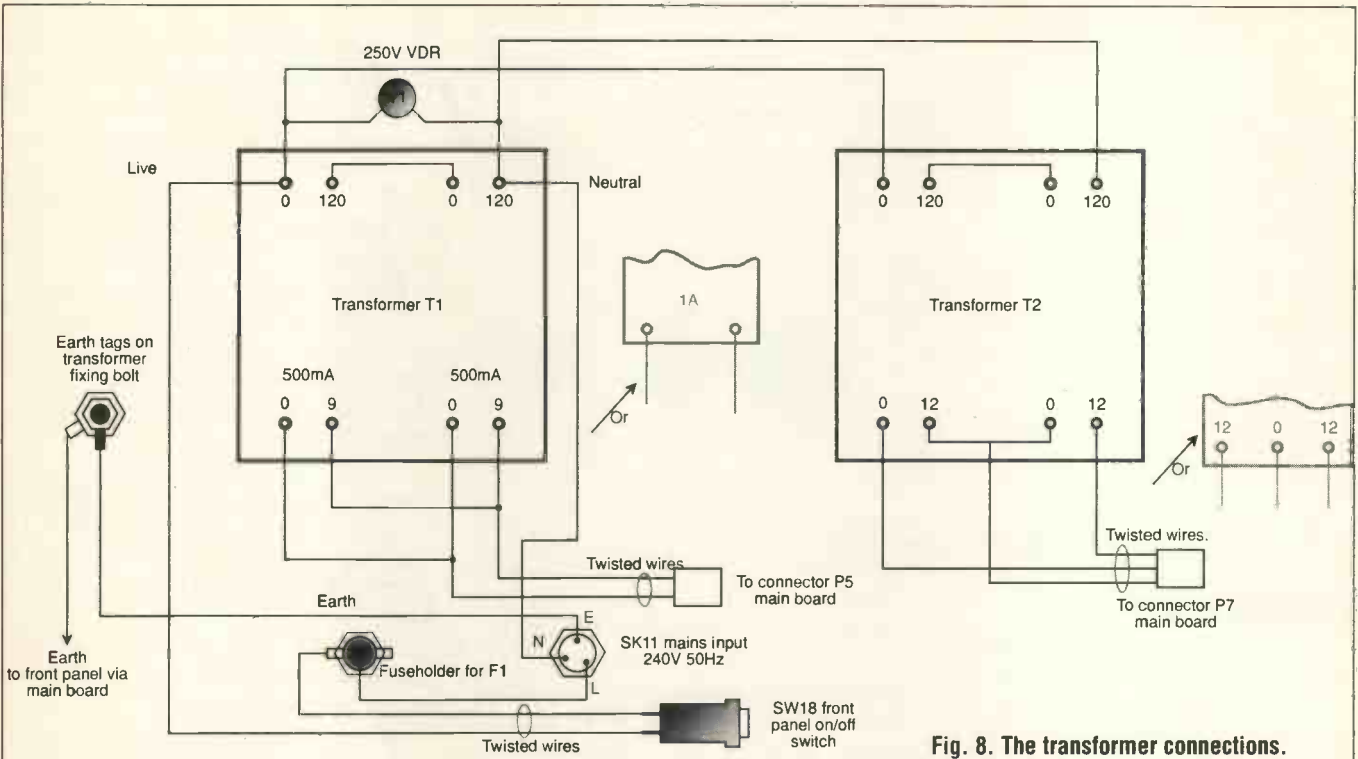 250V VDR
Live
Neutral
0
120
0
120
0
120
0
120
Transformer T1
1A
Transformer T2
Earth tags on
transformer
fixing bolt
500mA
500mA
0
9
0
9
Or
0
12
0
12
12
0
12
Or
Twisted wires
To connector P5
main board
Twisted wires.
To connector P7
main board
Earth
E
N
L
SK11 mains input
240V 50Hz
Earth
to front panel via
main board
Fuseholder for F1
Twisted wires
SW18 front
panel on/off
switch
Fig. 8. The transformer connections.